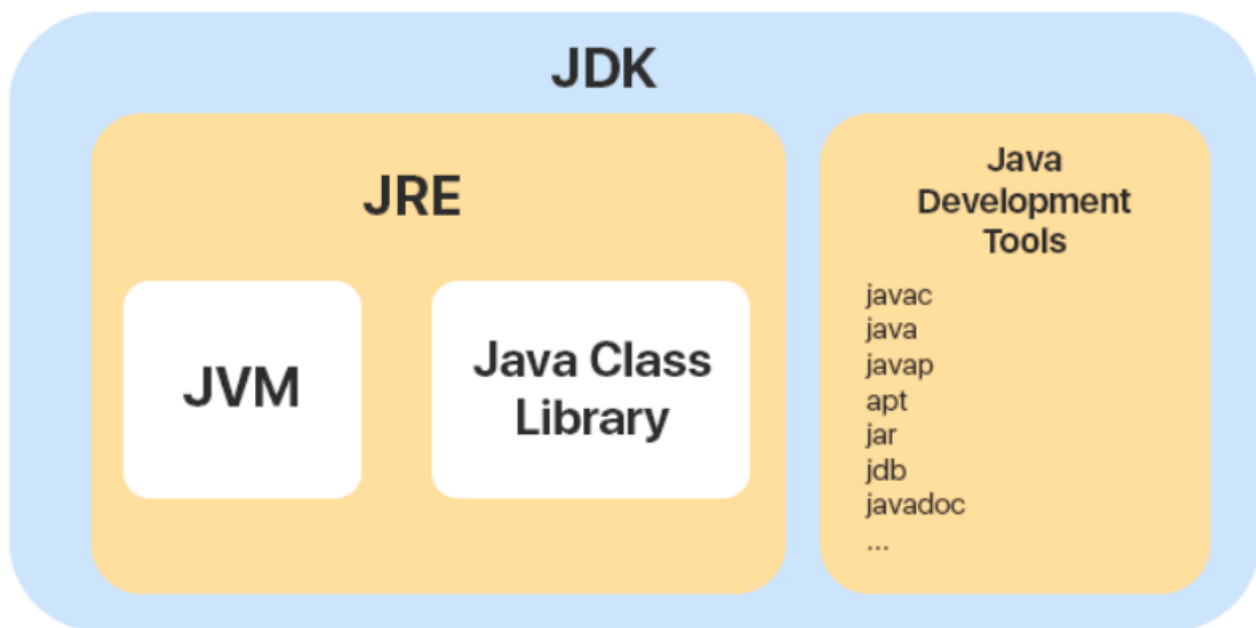 JDK
JRE
JVM
Java Class
Library
Java
Development
Tools
javac
java
javap
apt
jar
jdb
javadoc
...